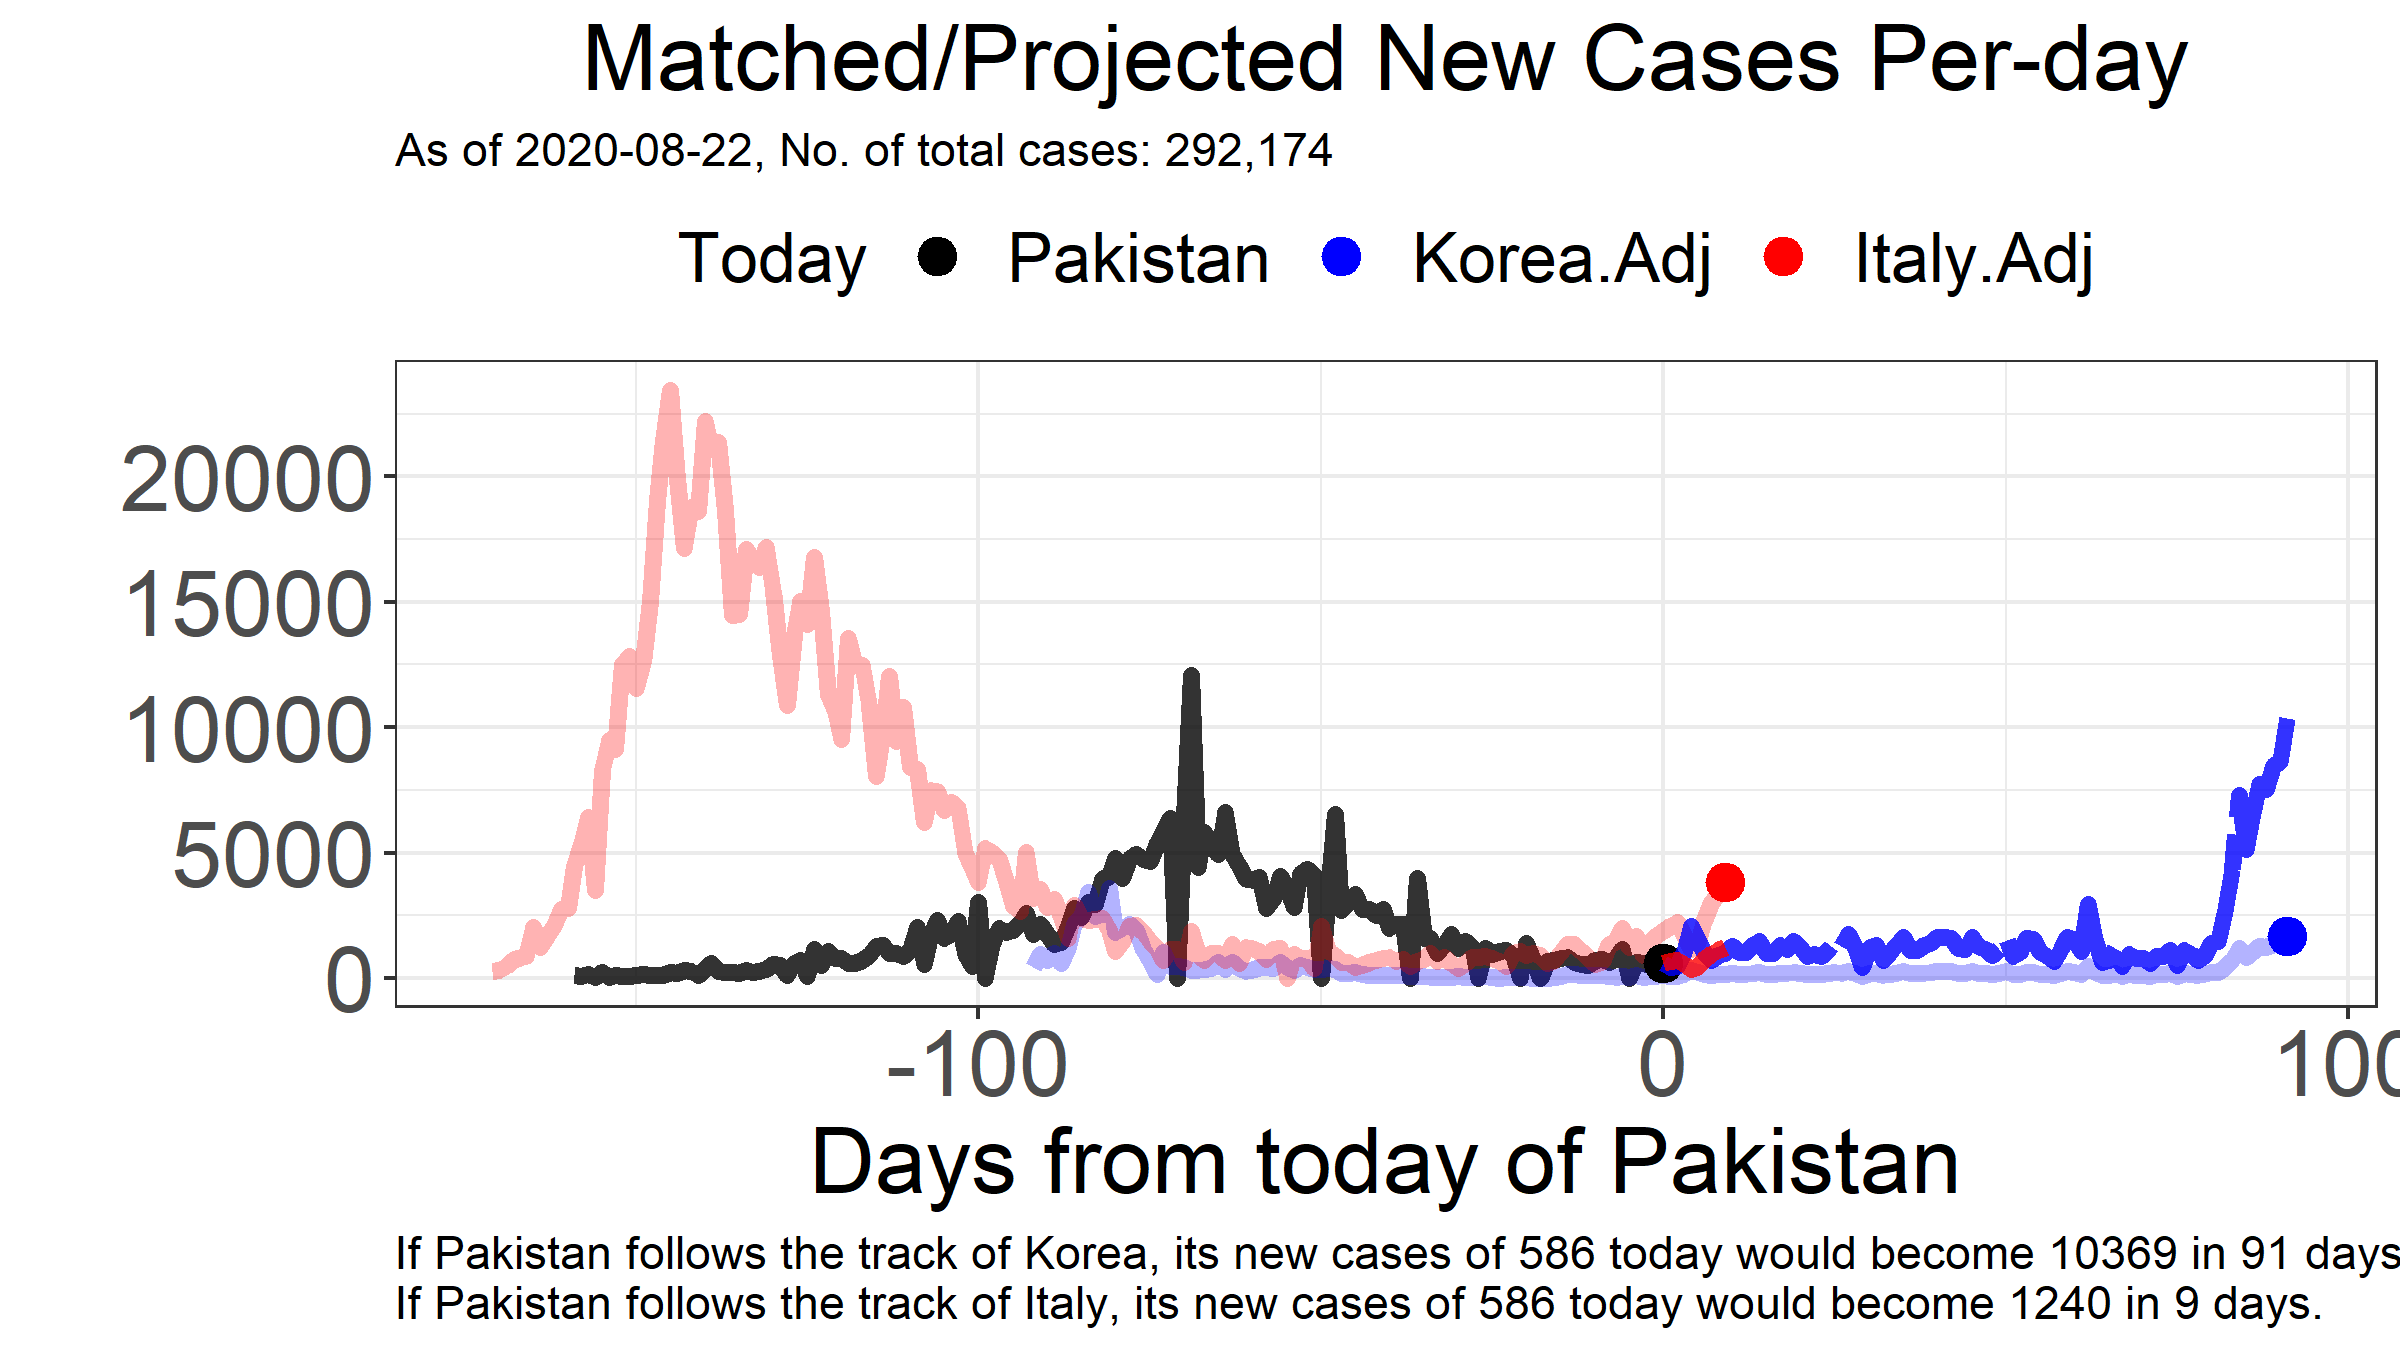 Matched/Projected New Cases Per-day
As of 2020-08-22, No. of total cases: 292,174
Today Pakistan Korea.Adj Italy.Adj
20000
15000
10000
5000
0
-100 0 100
Days from today of Pakistan
If Pakistan follows the track of Korea, its new cases of 586 today would become 10369 in 91 days
If Pakistan follows the track of Italy, its new cases of 586 today would become 1240 in 9 days.